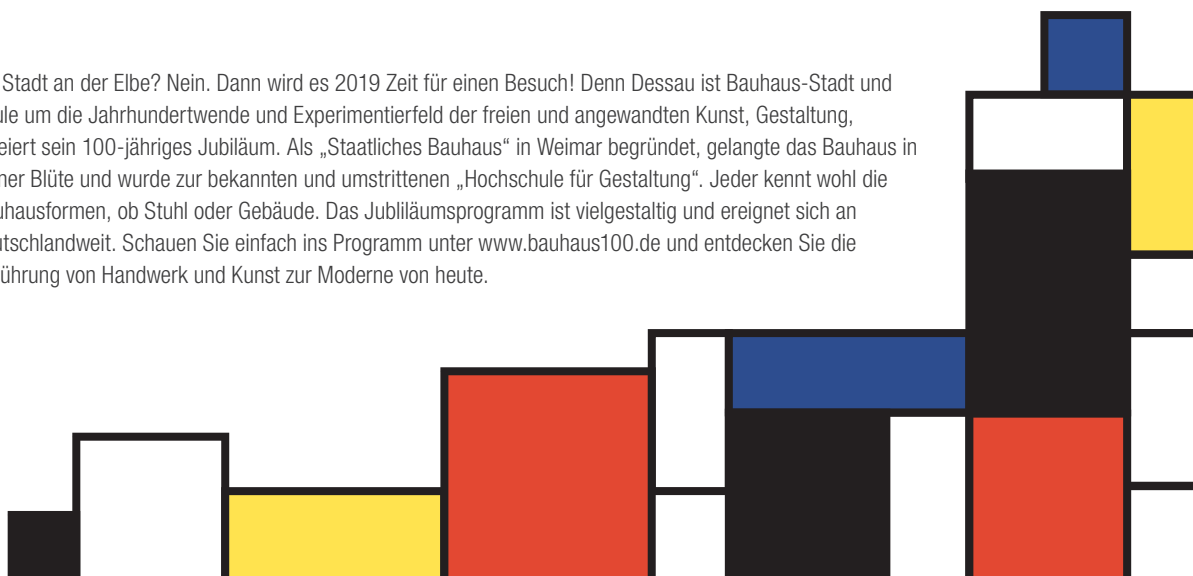 Stadt an der Elbe? Nein. Dann wird es 2019 Zeit für einen Besuch! Denn Dessau ist Bauhaus-Stadt und
ule um die Jahrhundertwende und Experimentierfeld der freien und angewandten Kunst, Gestaltung,
eiert sein 100-jähriges Jubiläum. Als „Staatliches Bauhaus“ in Weimar begründet, gelangte das Bauhaus in
ner Blüte und wurde zur bekannten und umstrittenen „Hochschule für Gestaltung“. Jeder kennt wohl die
uhausformen, ob Stuhl oder Gebäude. Das Jubliläumsprogramm ist vielgestaltig und ereignet sich an
utschlandweit. Schauen Sie einfach ins Programm unter www.bauhaus100.de und entdecken Sie die
führung von Handwerk und Kunst zur Moderne von heute.